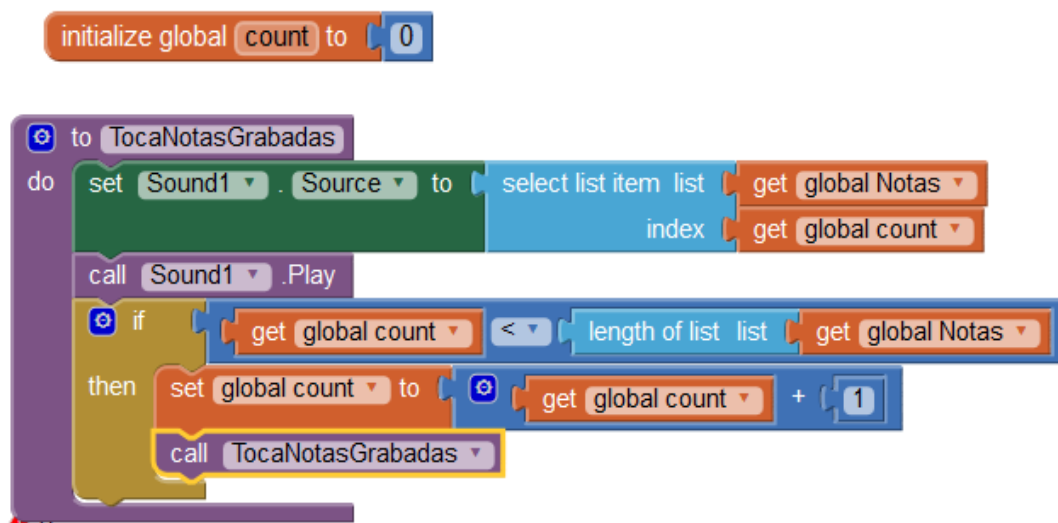 initialize global count to 0
to TocaNotasGrabadas
do set Sound1 . Source to select list item list get global Notas
index get global count
call Sound1 .Play
if get global count < length of list list get global Notas
then set global count to get global count + 1
call TocaNotasGrabadas